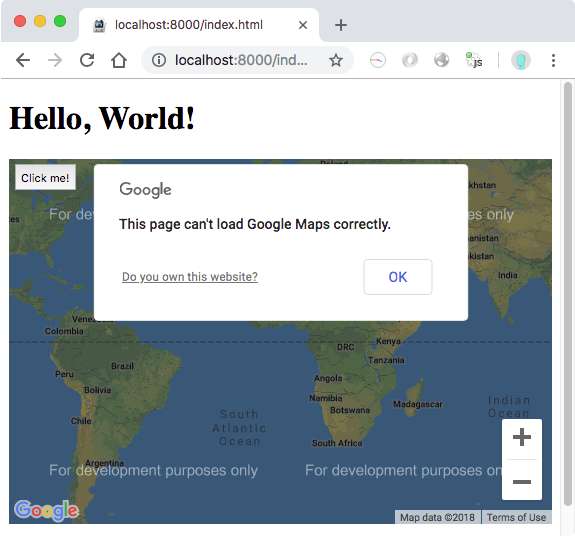 localhost:8000/index.html
localhost:8000/ind...
js
Hello, World!
Click me!
Google
This page can't load Google Maps correctly.
Do you own this website?
OK
For dev
purposes only
khstan
nistan
kistan
India
Venez
Colombia
Peru
Brazil
Bolivia
Chile
Argentina
DRC
Kenya
Tanzania
Angola
Namibia
Botswana
Madagascar
South Africa
South
Atlantic
Ocean
Indian
Ocean
For development purposes only
For development purposes on
Google
Map data ©2018
Terms of Use